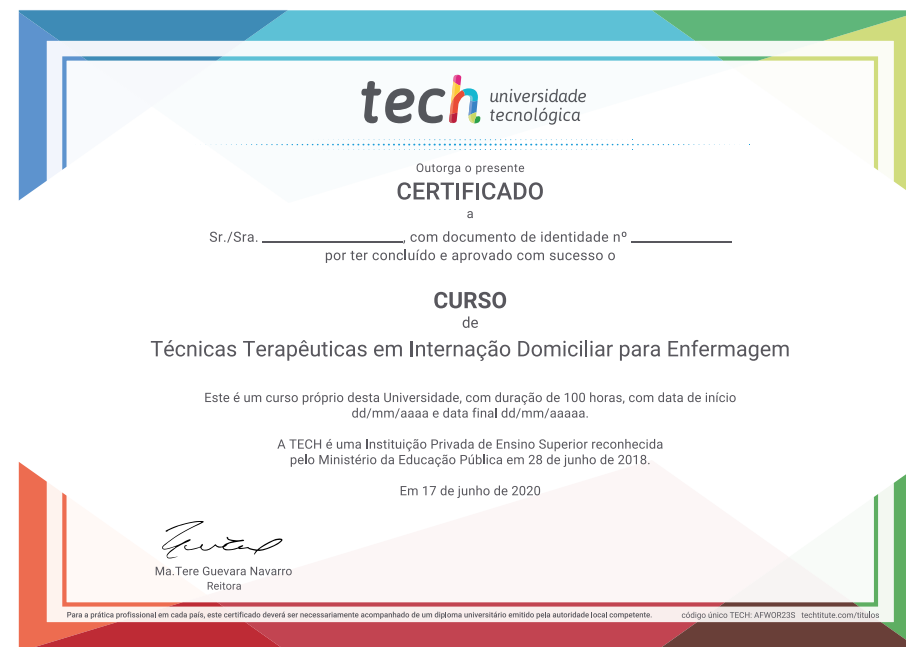 tech universidade
tecnológica
Outorga o presente
CERTIFICADO
a
Sr./Sra. ____________, com documento de identidade nº ____________
por ter concluído e aprovado com sucesso o
CURSO
de
Técnicas Terapêuticas em Internação Domiciliar para Enfermagem
Este é um curso próprio desta Universidade, com duração de 100 horas, com data de início
dd/mm/aaaa e data final dd/mm/aaaaa.
A TECH é uma Instituição Privada de Ensino Superior reconhecida
pelo Ministério da Educação Pública em 28 de junho de 2018.
Em 17 de junho de 2020
Ma.Tere Guevara Navarro
Reitora
Para a prática profissional em cada país, este certificado deverá ser necessariamente acompanhado de um diploma universitário emitido pela autoridade local competente. código único TECH: AFWOR23S techtitute.com/titulos